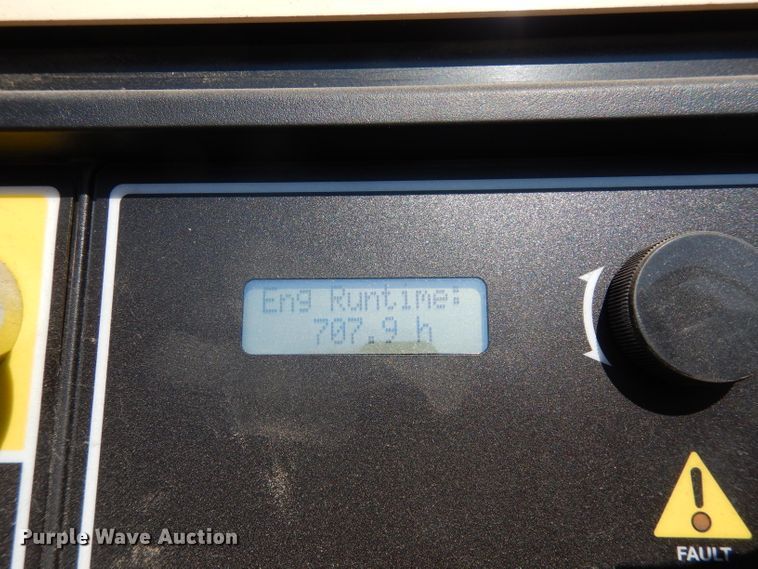 Eng Runtime:
707.9 h
FAULT
Purple Wave Auction